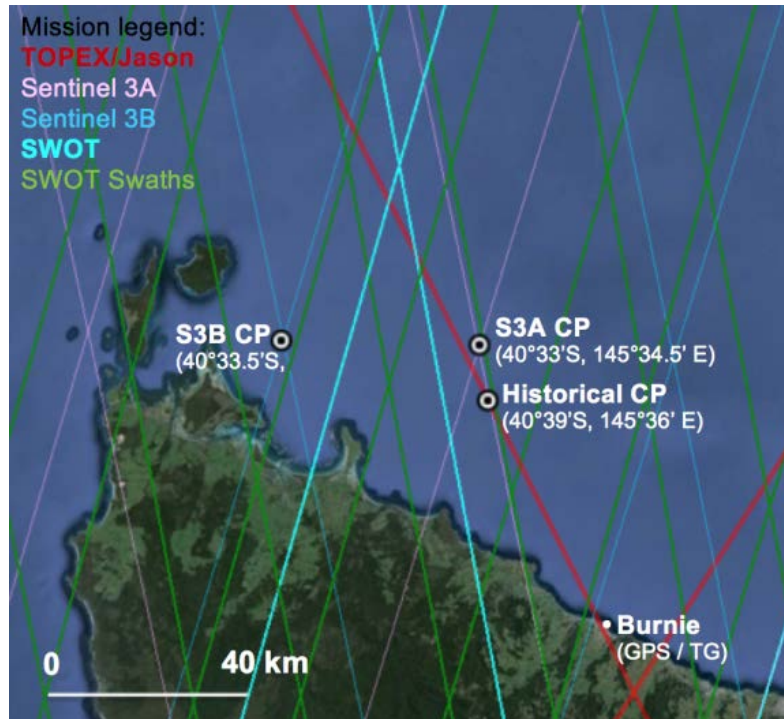 Mission legend:
TOPEX/Jason
Sentinel 3A
Sentinel 3B
SWOT
SWOT Swaths
S3B CP
(40°33.5'S,
S3A CP
(40°33'S, 145°34.5' E)
Historical CP
(40°39'S, 145°36' E)
Burnie
(GPS / TG)
0 40 km